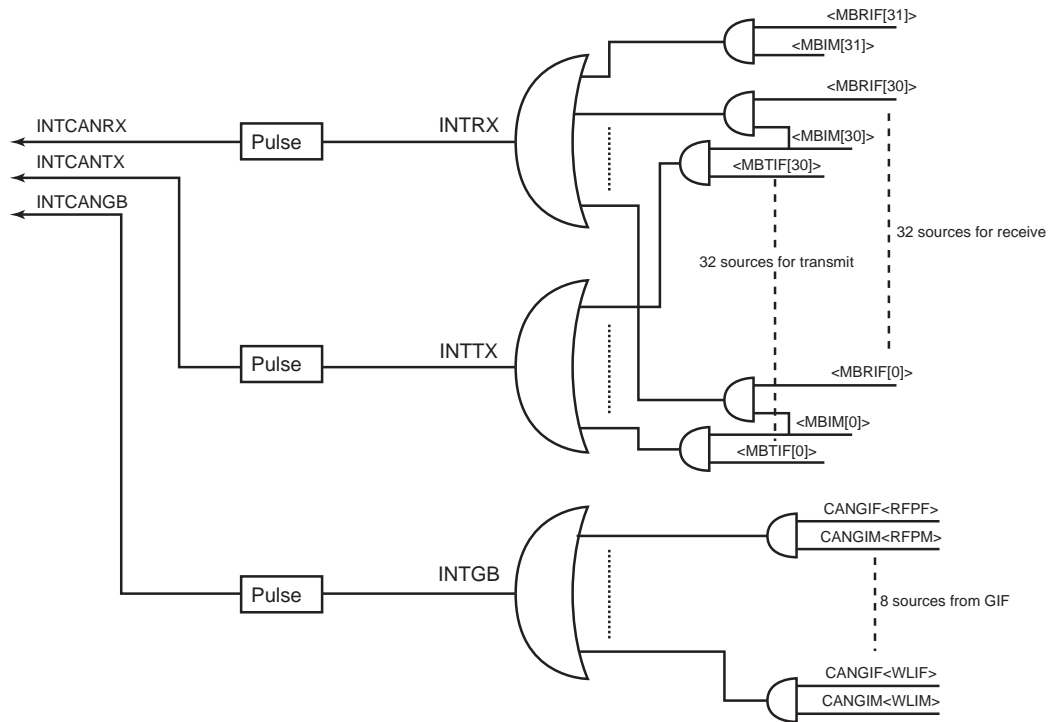 <MBRIF[31]>
<MBIM[31]>
<MBRIF[30]>
INTCANRX
Pulse
INTRX
<MBIM[30]>
INTCANTX
<MBTIF[30]>
INTCANGB
32 sources for receive
32 sources for transmit
Pulse
INTTX
<MBRIF[0]>
<MBIM[0]>
<MBTIF[0]>
CANGIF<RFPF>
CANGIM<RFPM>
Pulse
INTGB
8 sources from GIF
CANGIF<WLIF>
CANGIM<WLIM>